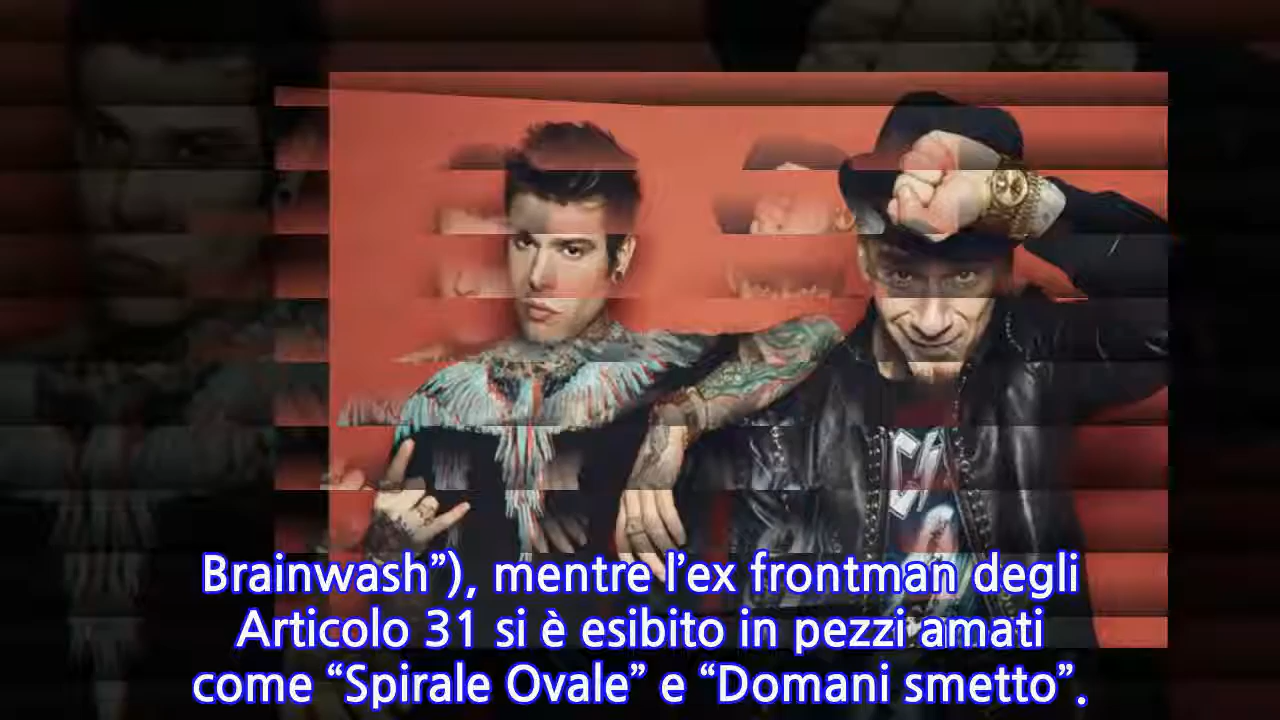 Brainwash”), mentre l’ex frontman degli
Articolo 31 si è esibito in pezzi amati
come “Spirale Ovale” e “Domani smetto”.